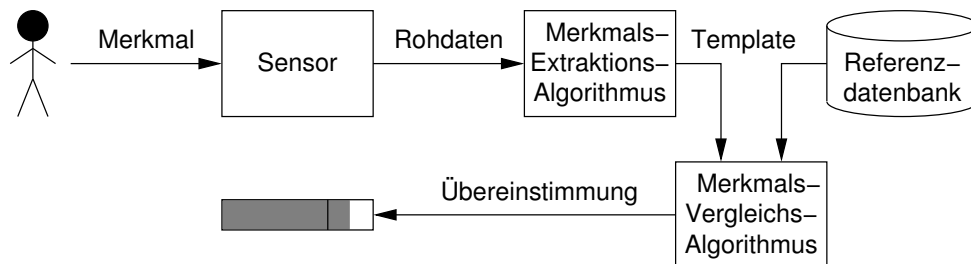 Merkmal
Sensor
Rohdaten
Merkmals–
Extraktions–
Algorithmus
Template
Referenz–
datenbank
Übereinstimmung
Merkmals–
Vergleichs–
Algorithmus